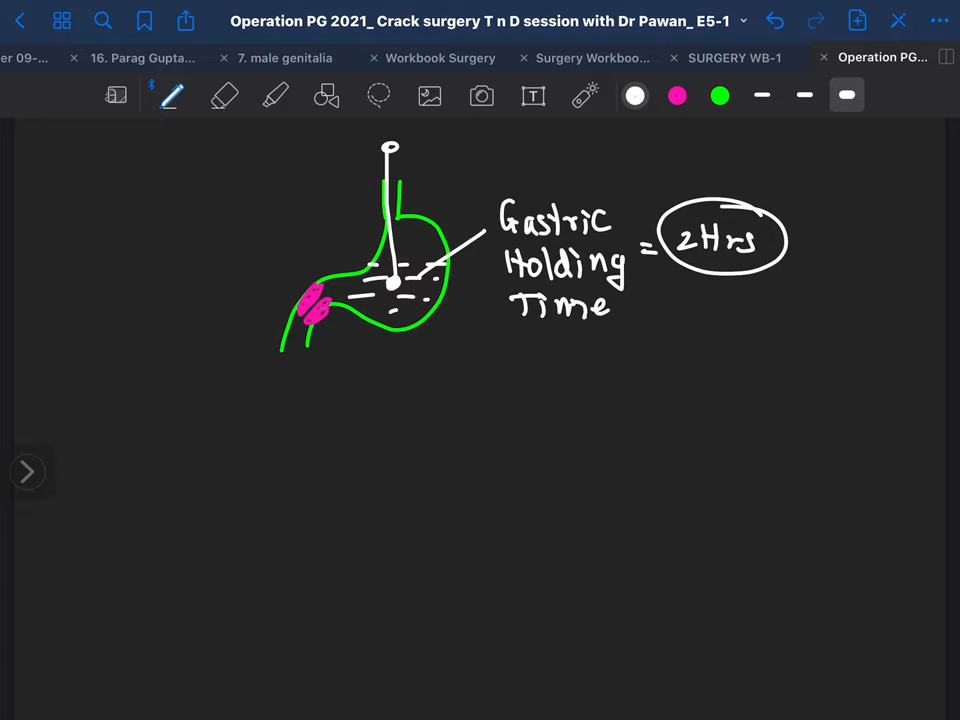 Operation PG 2021_ Crack surgery T n D session with Dr Pawan_ E5-1
er 09-... 16. Parag Gupta... 7. male genitalia Workbook Surgery Surgery Workboo... SURGERY WB-1 Operation PG...
Gastric
Holding
Time
= 2Hrs